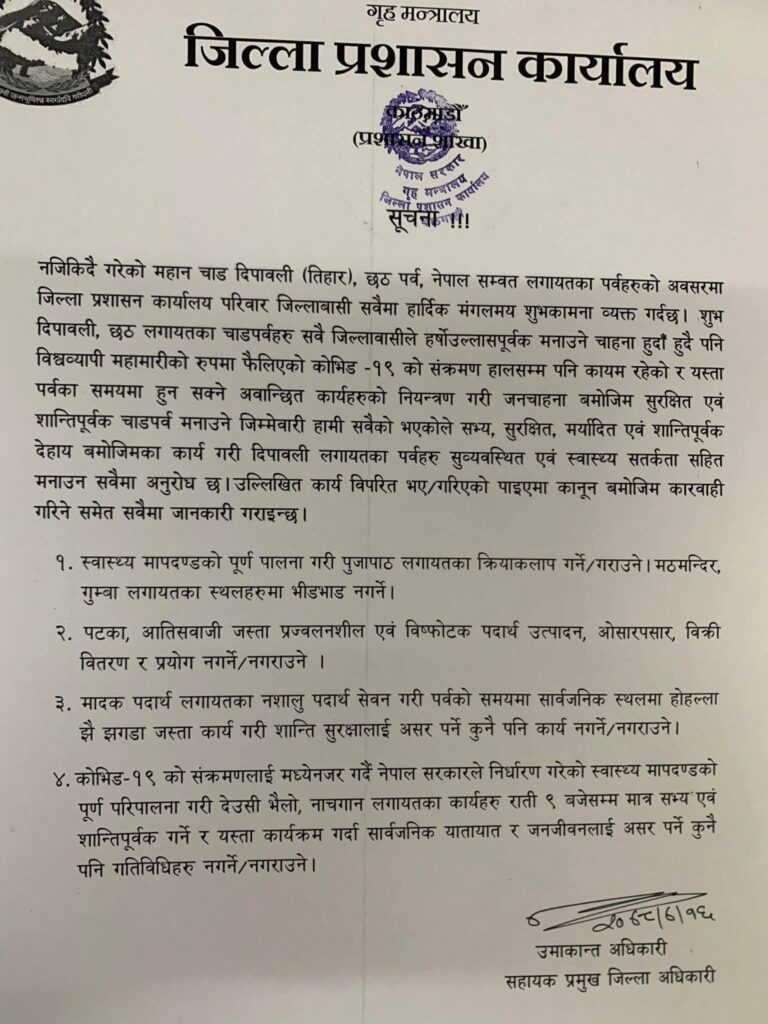 गृह मन्त्रालय
जिल्ला प्रशासन कार्यालय
काठमाडौँ
(प्रशासन शाखा)
नेपाल सरकार
गृह मन्त्रालय
जिल्ला प्रशासन कार्यालय
सूचना !!!
नजिकिदै गरेको महान चाड दिपावली (तिहार), छठ पर्व, नेपाल सम्वत लगायतका पर्वहरुको अवसरमा
जिल्ला प्रशासन कार्यालय परिवार जिल्लाबासी सवैमा हार्दिक मंगलमय शुभकामना व्यक्त गर्दछ। शुभ
दिपावली, छठ लगायतका चाडपर्वहरु सवै जिल्लावासीले हर्षोउल्लासपूर्वक मनाउने चाहना हुदाँ हुदै पनि
विश्वव्यापी महामारीको रुपमा फैलिएको कोभिड -१९ को संक्रमण हालसम्म पनि कायम रहेको र यस्ता
पर्वका समयमा हुन सक्ने अवान्छित कार्यहरुको नियन्त्रण गरी जनचाहना बमोजिम सुरक्षित एवं
शान्तिपूर्वक चाडपर्व मनाउने जिम्मेवारी हामी सवैको भएकोले सभ्य, सुरक्षित, मर्यादित एवं शान्तिपूर्वक
देहाय बमोजिमका कार्य गरी दिपावली लगायतका पर्वहरु सुव्यवस्थित एवं स्वास्थ्य सतर्कता सहित
मनाउन सवैमा अनुरोध छ। उल्लिखित कार्य विपरित भए/गरिएको पाइएमा कानून बमोजिम कारवाही
गरिने समेत सवैमा जानकारी गराइन्छ।
१. स्वास्थ्य मापदण्डको पूर्ण पालना गरी पुजापाठ लगायतका क्रियाकलाप गर्ने/गराउने। मठमन्दिर,
गुम्बा लगायतका स्थलहरुमा भीडभाड नगर्ने।
२. पटका, आतिसवाजी जस्ता प्रज्वलनशील एवं विष्फोटक पदार्थ उत्पादन, ओसारपसार, विक्री
वितरण र प्रयोग नगर्ने/नगराउने ।
३. मादक पदार्थ लगायतका नशालु पदार्थ सेवन गरी पर्वको समयमा सार्वजनिक स्थलमा होहल्ला
झै झगडा जस्ता कार्य गरी शान्ति सुरक्षालाई असर पर्ने कुनै पनि कार्य नगर्ने/नगराउने।
४. कोभिड-१९ को संक्रमणलाई मध्येनजर गर्दै नेपाल सरकारले निर्धारण गरेको स्वास्थ्य मापदण्डको
पूर्ण परिपालना गरी देउसी भैलो, नाचगान लगायतका कार्यहरु राती ९ बजेसम्म मात्र सभ्य एवं
शान्तिपूर्वक गर्ने र यस्ता कार्यक्रम गर्दा सार्वजनिक यातायात र जनजीवनलाई असर पर्ने कुनै
पनि गतिविधिहरु नगर्ने/नगराउने।
उमाकान्त अधिकारी
सहायक प्रमुख जिल्ला अधिकारी